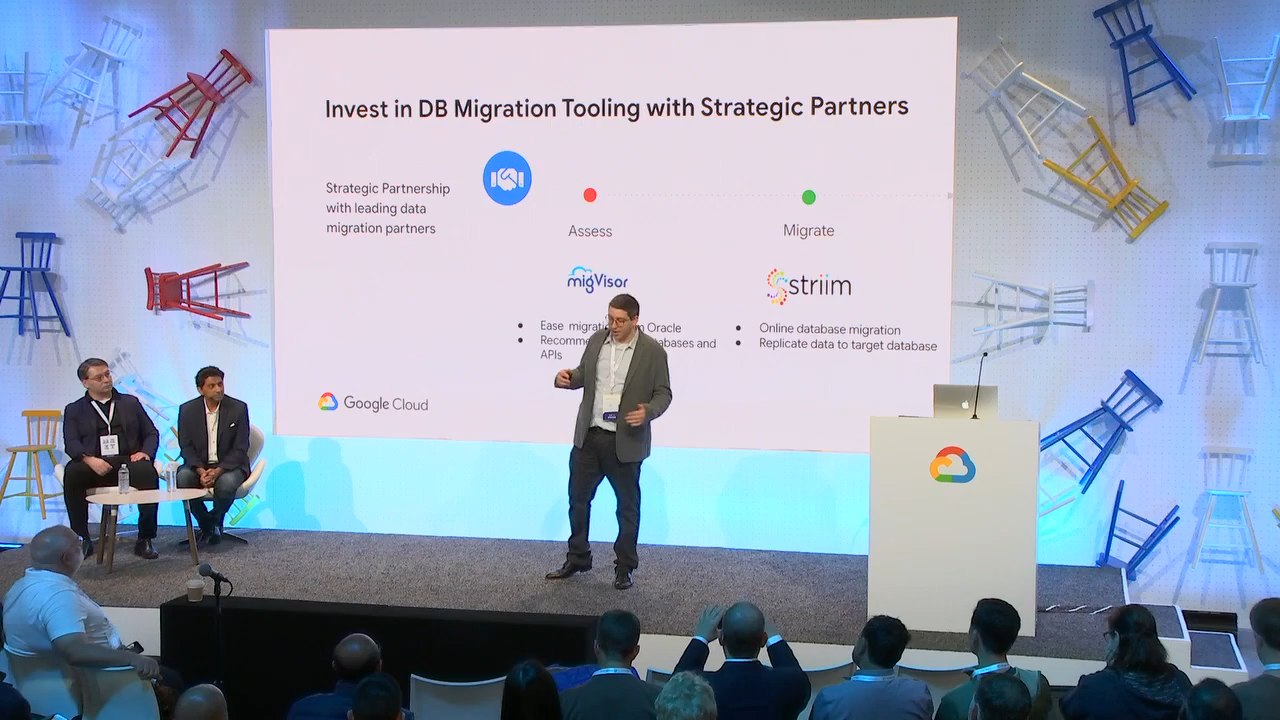 Invest in DB Migration Tooling with Strategic Partners
Strategic Partnership
with leading data
migration partners
Assess
Migrate
migVisor
striim
Ease migrati Oracle
Recomme abases and
APIs
Online database migration
Replicate data to target database
Google Cloud